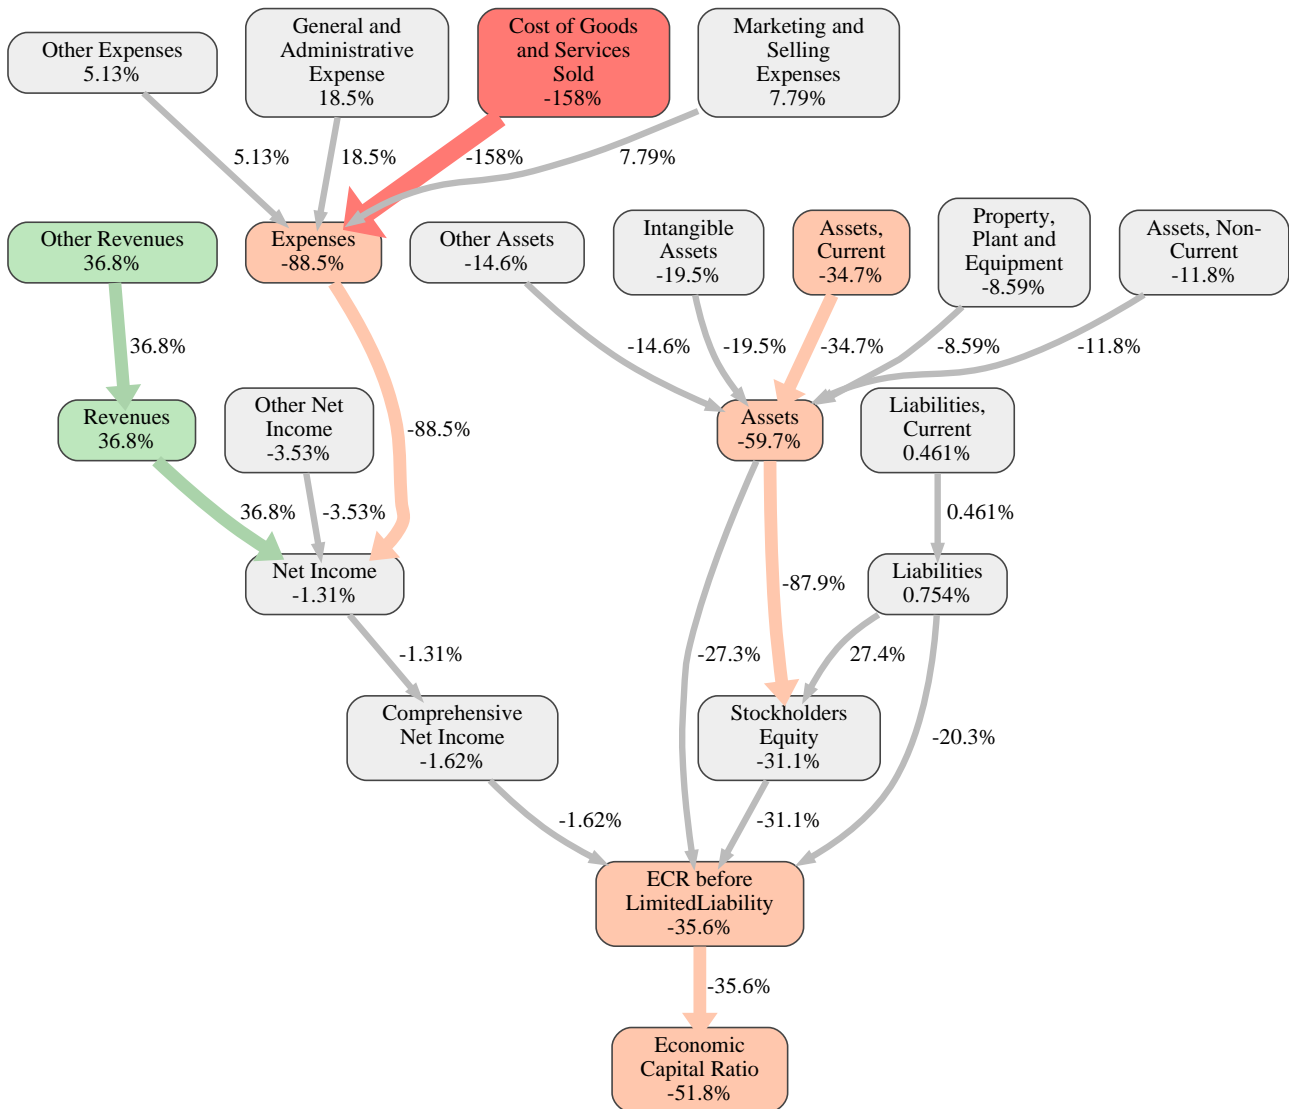 Other Expenses
5.13%
General and
Administrative
Expense
18.5%
Cost of Goods
and Services
Sold
-158%
Marketing and
Selling
Expenses
7.79%
5.13%
18.5%
-158%
7.79%
Other Revenues
36.8%
Expenses
-88.5%
Other Assets
-14.6%
Intangible
Assets
-19.5%
Assets,
Current
-34.7%
Property,
Plant and
Equipment
-8.59%
Assets, Non-
Current
-11.8%
36.8%
-14.6%
-19.5%
-34.7%
-8.59%
-11.8%
Revenues
36.8%
Other Net
Income
-3.53%
-88.5%
Assets
-59.7%
Liabilities,
Current
0.461%
36.8%
-3.53%
0.461%
Net Income
-1.31%
-87.9%
Liabilities
0.754%
-1.31%
-27.3%
27.4%
-20.3%
Comprehensive
Net Income
-1.62%
Stockholders
Equity
-31.1%
-1.62%
-31.1%
ECR before
LimitedLiability
-35.6%
-35.6%
Economic
Capital Ratio
-51.8%